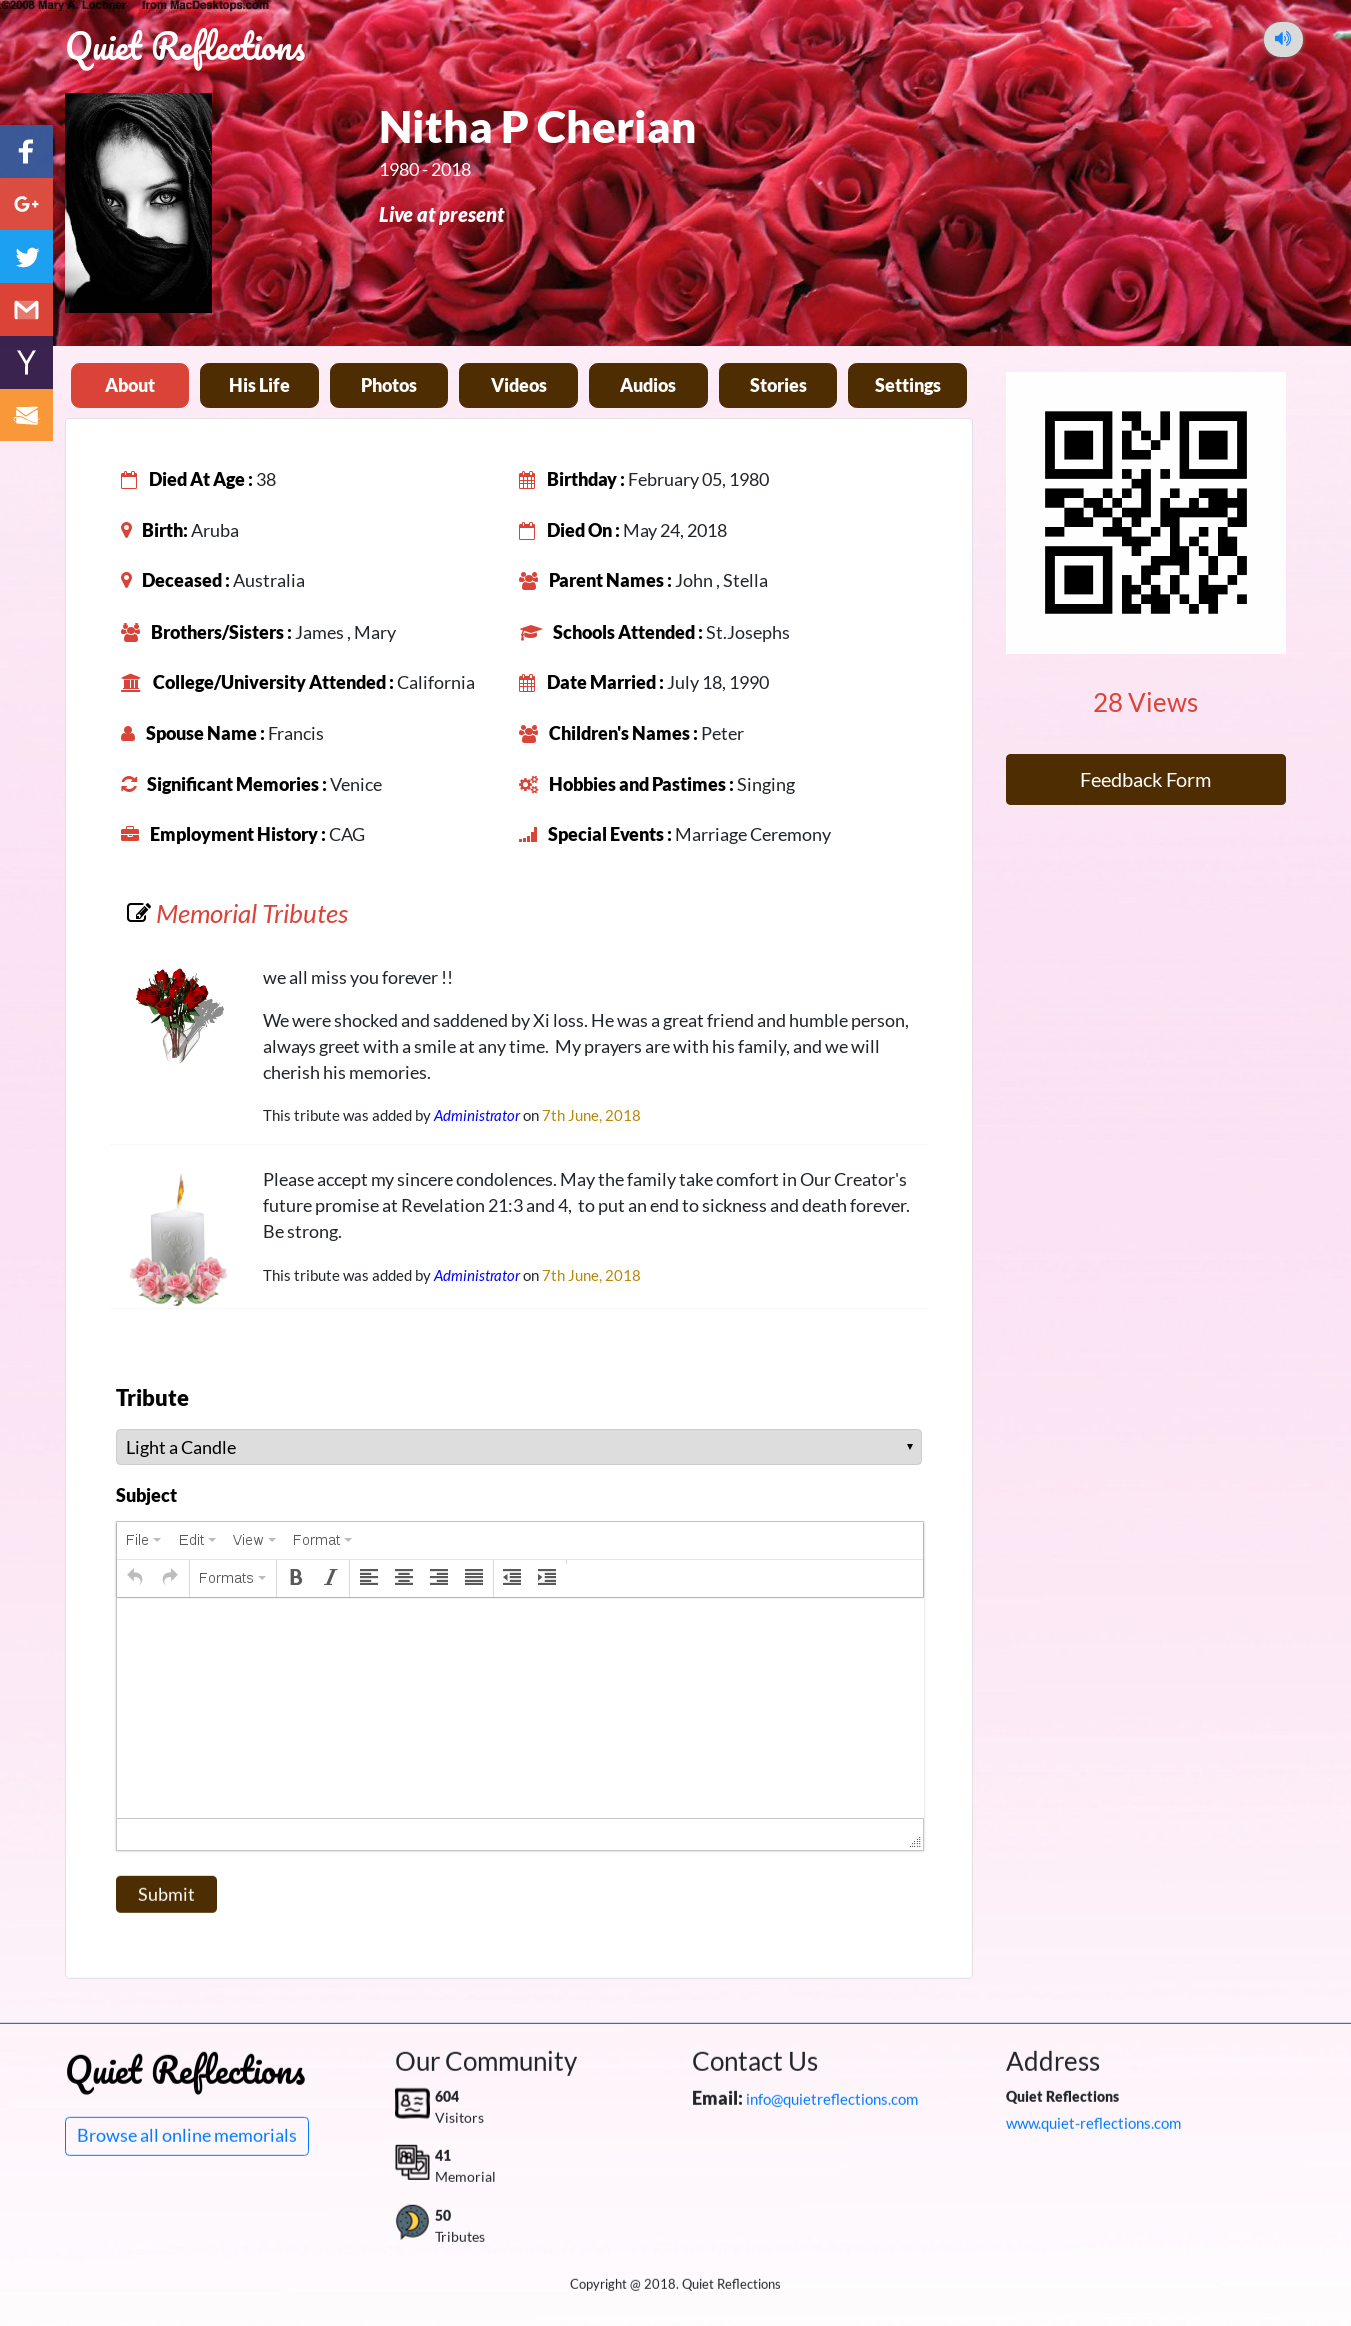 ©2008 Mary A. Lochner from MacDesktops.com
Quiet Reflections
Nitha P Cherian
1980 - 2018
Live at present
About His Life Photos Videos Audios Stories Settings
Died At Age : 38
Birthday : February 05, 1980
Birth: Aruba
Died On : May 24, 2018
Deceased : Australia
Parent Names : John , Stella
Brothers/Sisters : James , Mary
Schools Attended : St.Josephs
College/University Attended : California
Date Married : July 18, 1990
Spouse Name : Francis
Children's Names : Peter
Significant Memories : Venice
Hobbies and Pastimes : Singing
Employment History : CAG
Special Events : Marriage Ceremony
28 Views
Feedback Form
Memorial Tributes
we all miss you forever !!
We were shocked and saddened by Xi loss. He was a great friend and humble person,
always greet with a smile at any time. My prayers are with his family, and we will
cherish his memories.
This tribute was added by Administrator on 7th June, 2018
Please accept my sincere condolences. May the family take comfort in Our Creator's
future promise at Revelation 21:3 and 4, to put an end to sickness and death forever.
Be strong.
This tribute was added by Administrator on 7th June, 2018
Tribute
Light a Candle
Subject
File Edit View Format
Formats B I
Submit
Quiet Reflections
Browse all online memorials
Our Community
604
Visitors
41
Memorial
50
Tributes
Contact Us
Email: info@quietreflections.com
Address
Quiet Reflections
www.quiet-reflections.com
Copyright @ 2018. Quiet Reflections